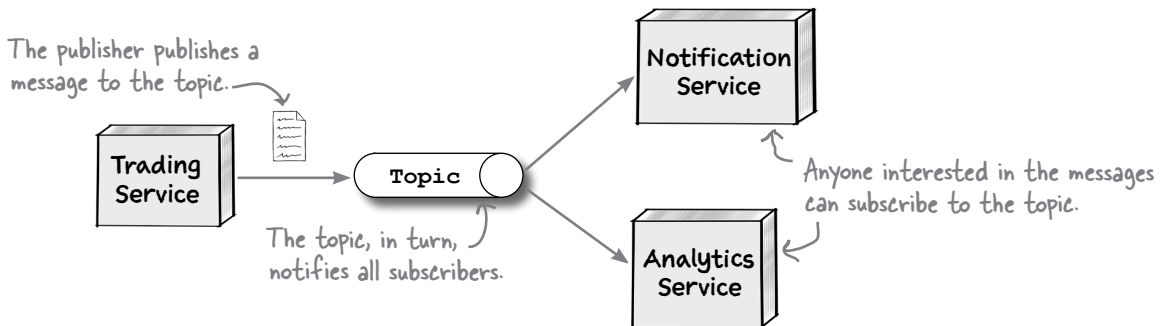 The publisher publishes a
message to the topic.
Trading
Service
Topic
The topic, in turn,
notifies all subscribers.
Notification
Service
Anyone interested in the messages
can subscribe to the topic.
Analytics
Service